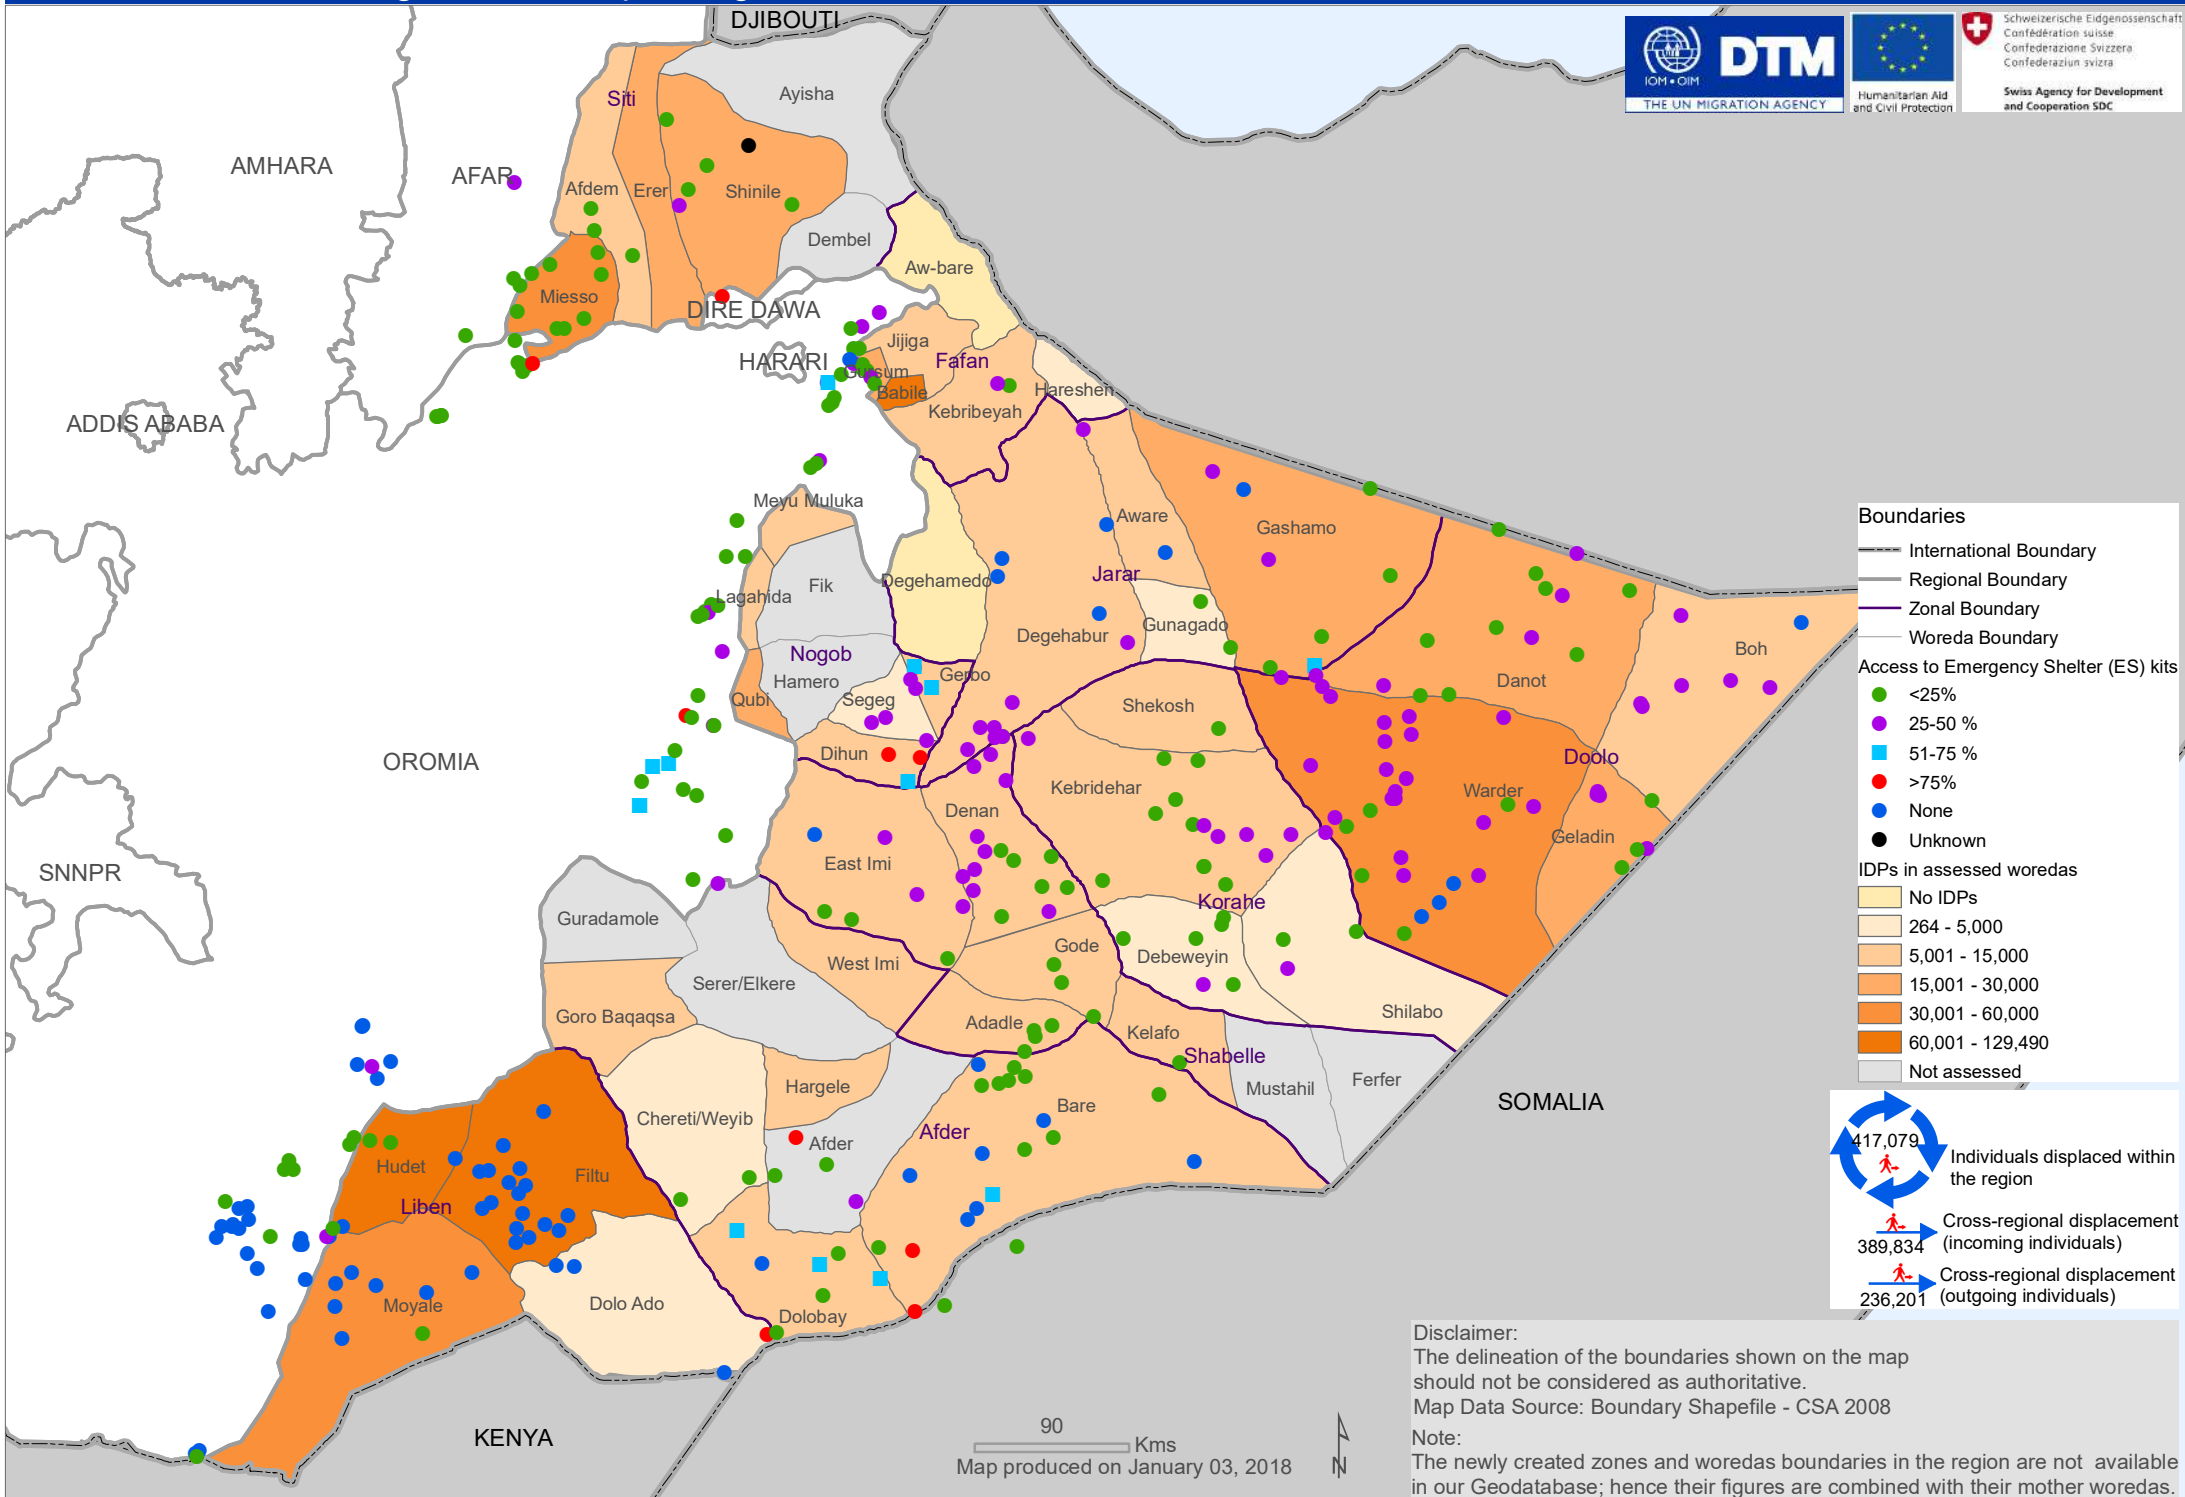 DJIBOUTI
IOM • OIM
DTM
THE UN MIGRATION AGENCY
Humanitarian Aid
and Civil Protection
Schweizerische Eidgenossenschaft
Confédération suisse
Confederazione Svizzera
Confederaziun svizra
Swiss Agency for Development
and Cooperation SDC
Siti
Ayisha
AMHARA
AFAR
Afdem
Erer
Shinile
Dembel
Aw-bare
Miesso
DIRE DAWA
Jijiga
HARARI
Fafan
Gursum
Babile
Hareshen
Kebribeyah
ADDIS ABABA
Meyu Muluka
Aware
Gashamo
Jarar
Degehamedo
Fik
Lagahida
Gunagado
Degehabur
Nogob
Hamero
Gerbo
Segeg
Qubi
Boh
Danot
Shekosh
Dihun
Doolo
OROMIA
Kebridehar
Warder
Denan
Geladin
East Imi
SNNPR
Korahe
Guradamole
Gode
Debeweyin
West Imi
Serer/Elkere
Shilabo
Goro Baqaqsa
Adadle
Kelafo
Shabelle
Ferfer
Mustahil
Hargele
Bare
SOMALIA
Chereti/Weyib
Afder
Afder
Hudet
Filtu
Liben
Moyale
Dolo Ado
Dolobay
KENYA
Boundaries
International Boundary
Regional Boundary
Zonal Boundary
Woreda Boundary
Access to Emergency Shelter (ES) kits
<25%
25-50 %
51-75 %
>75%
None
Unknown
IDPs in assessed woredas
No IDPs
264 - 5,000
5,001 - 15,000
15,001 - 30,000
30,001 - 60,000
60,001 - 129,490
Not assessed
417,079
Individuals displaced within
the region
Cross-regional displacement
389,834 (incoming individuals)
Cross-regional displacement
236,201 (outgoing individuals)
90
Kms
Map produced on January 03, 2018
N
Disclaimer:
The delineation of the boundaries shown on the map
should not be considered as authoritative.
Map Data Source: Boundary Shapefile - CSA 2008
Note:
The newly created zones and woredas boundaries in the region are not available
in our Geodatabase; hence their figures are combined with their mother woredas.